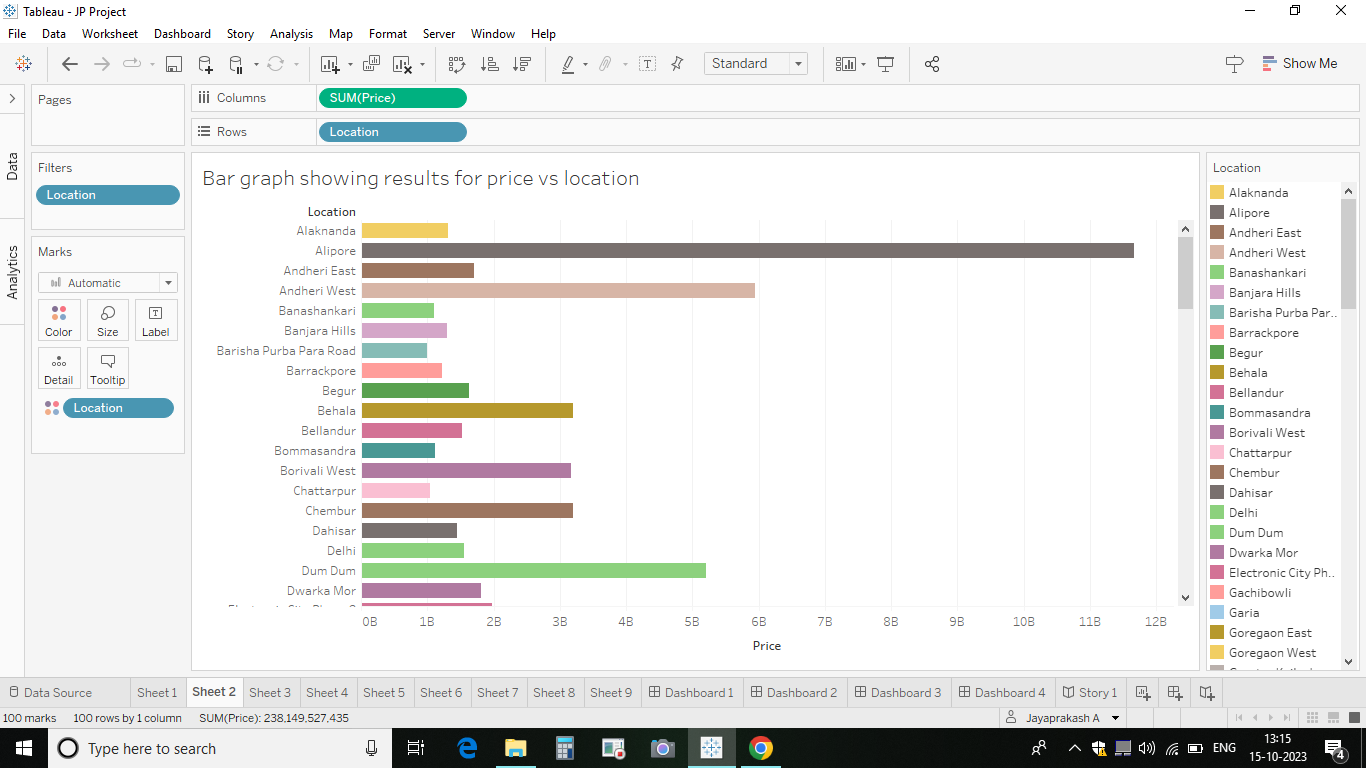 Tableau - JP Project
File Data Worksheet Dashboard Story Analysis Map Format Server Window Help
Standard
Show Me
Pages
Columns
SUM(Price)
Rows
Location
Data
Analytics
Filters
Location
Marks
Automatic
Color Size Label
Detail Tooltip
Location
Bar graph showing results for price vs location
Location
Alaknanda
Alipore
Andheri East
Andheri West
Banashankari
Banjara Hills
Barisha Purba Para Road
Barrackpore
Begur
Behala
Bellandur
Bommasandra
Borivali West
Chattarpur
Chembur
Dahisar
Delhi
Dum Dum
Dwarka Mor
0B 1B 2B 3B 4B 5B 6B 7B 8B 9B 10B 11B 12B
Price
Location
Alaknanda
Alipore
Andheri East
Andheri West
Banashankari
Banjara Hills
Barisha Purba Par..
Barrackpore
Begur
Behala
Bellandur
Bommasandra
Borivali West
Chattarpur
Chembur
Dahisar
Delhi
Dum Dum
Dwarka Mor
Electronic City Ph..
Gachibowli
Garia
Goregaon East
Goregaon West
Data Source Sheet 1 Sheet 2 Sheet 3 Sheet 4 Sheet 5 Sheet 6 Sheet 7 Sheet 8 Sheet 9 Dashboard 1 Dashboard 2 Dashboard 3 Dashboard 4 Story 1
100 marks 100 rows by 1 column SUM(Price): 238,149,527,435
Jayaprakash A
Type here to search
ENG
13:15
15-10-2023
4